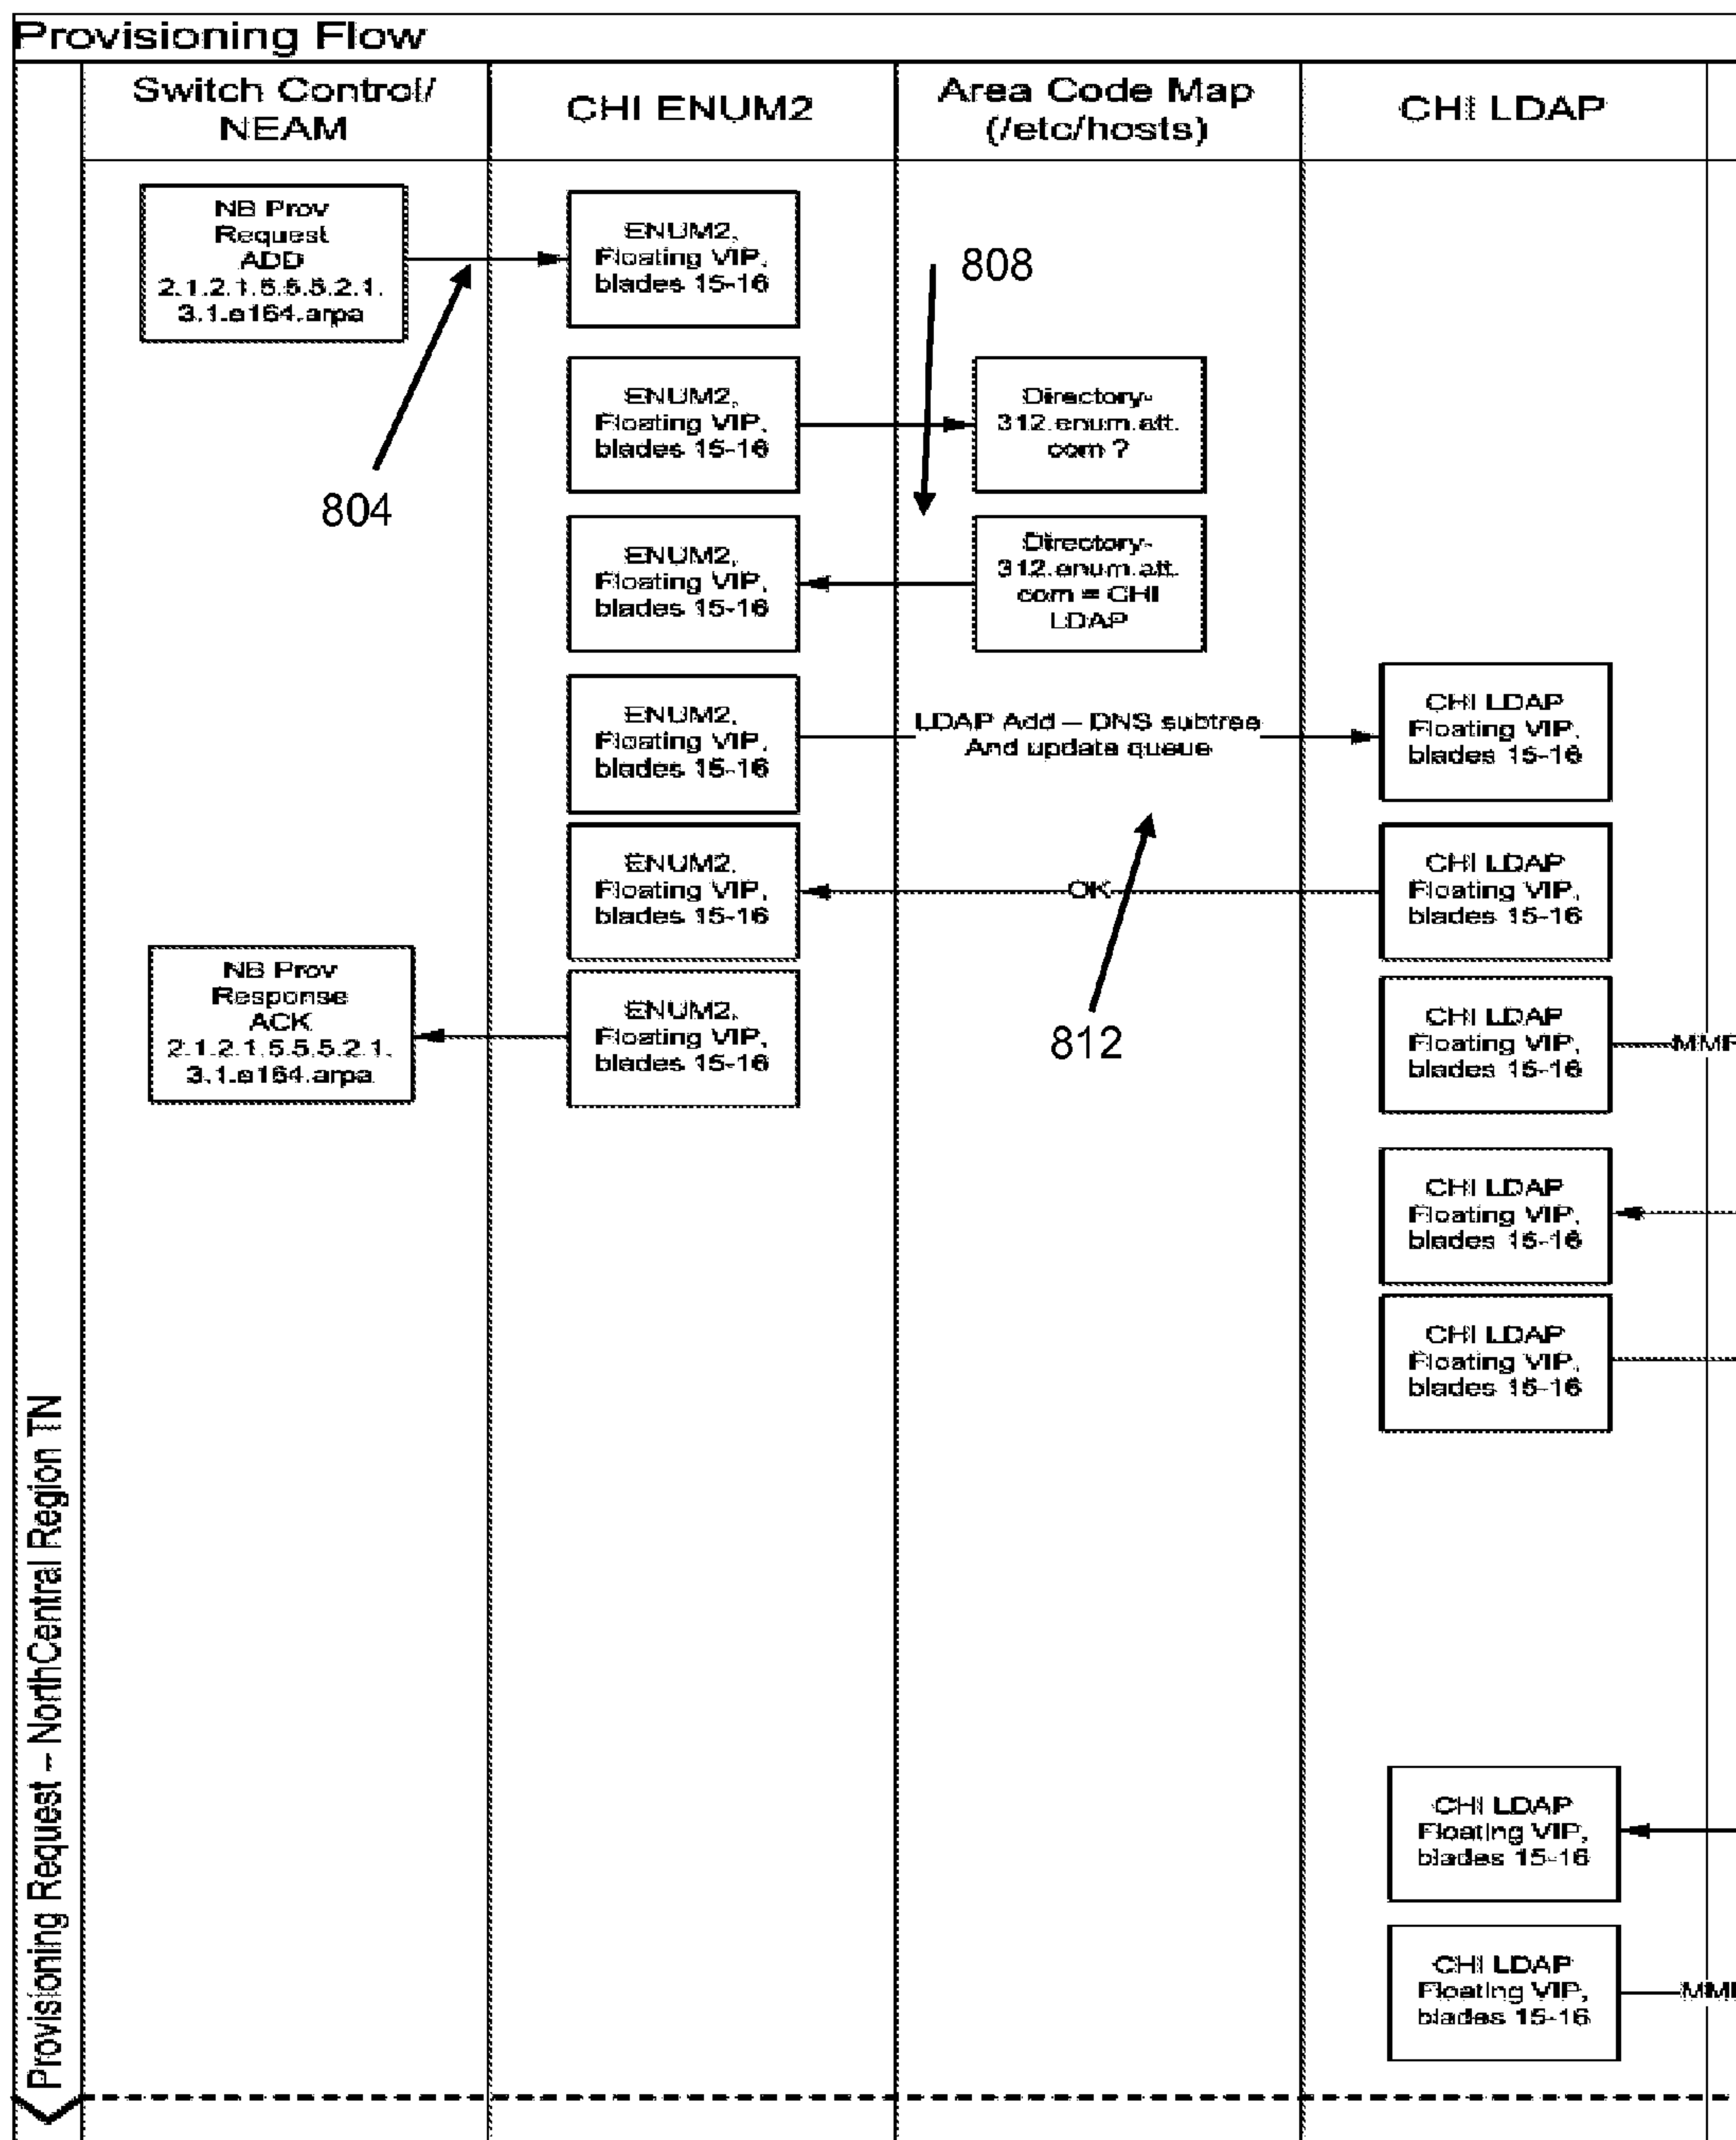 Provisioning Flow
Switch Control/
NEAM
CHI ENUM2
Area Code Map
(/etc/hosts)
CHI LDAP
NB Prov
Request
ADD
2.1.2.1.5.5.5.2.1.
3.1.e164.arpa
ENUM2,
Floating VIP,
blades 15-16
808
804
ENUM2,
Floating VIP,
blades 15-16
Directory-
312.enum.att.
com ?
ENUM2,
Floating VIP,
blades 15-16
Directory-
312.enum.att.
com = CHI
LDAP
ENUM2,
Floating VIP,
blades 15-16
LDAP Add – DNS subtree
And update queue
CHI LDAP
Floating VIP,
blades 15-16
ENUM2,
Floating VIP,
blades 15-16
OK
CHI LDAP
Floating VIP,
blades 15-16
812
NB Prov
Response
ACK
2.1.2.1.5.5.5.2.1.
3.1.e164.arpa
ENUM2,
Floating VIP,
blades 15-16
CHI LDAP
Floating VIP,
blades 15-16
CHI LDAP
Floating VIP,
blades 15-16
CHI LDAP
Floating VIP,
blades 15-16
CHI LDAP
Floating VIP,
blades 15-16
CHI LDAP
Floating VIP,
blades 15-16
Provisioning Request – NorthCentral Region TN